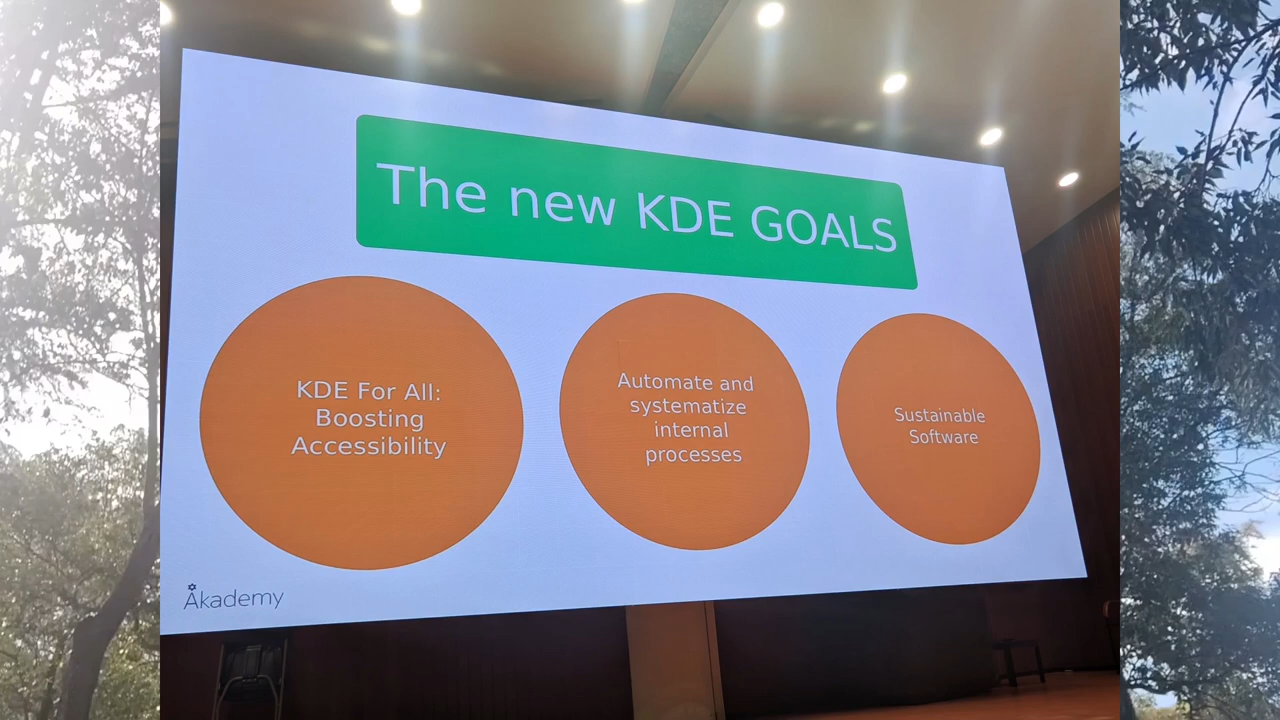 The new KDE GOALS
KDE For All:
Boosting
Accessibility
Automate and
systematize
internal
processes
Sustainable
Software
Akademy